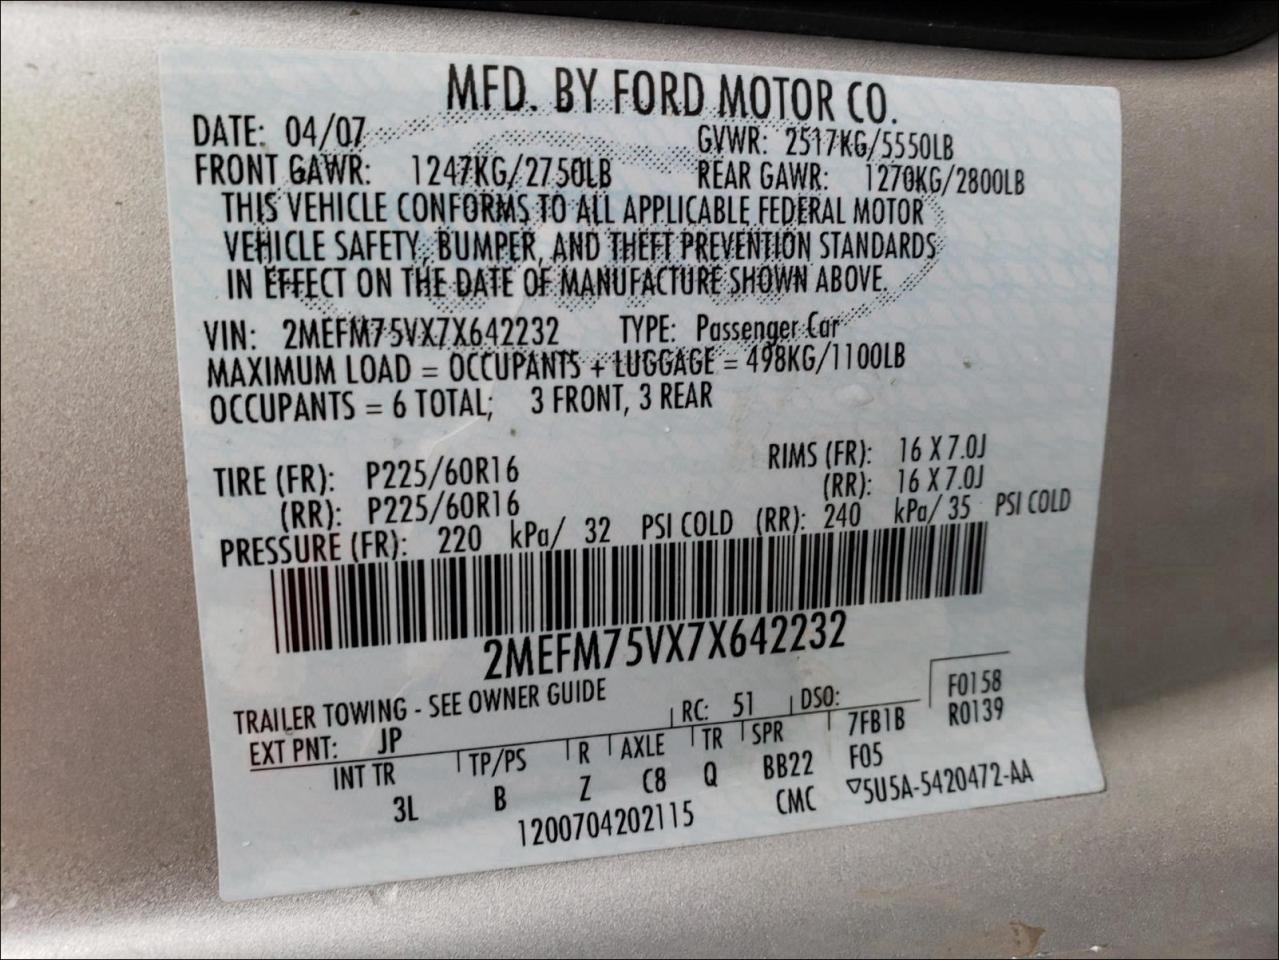 MFD. BY FORD MOTOR CO.
DATE: 04/07 GVWR: 2517KG/5550LB
FRONT GAWR: 1247KG/2750LB REAR GAWR: 1270KG/2800LB
THIS VEHICLE CONFORMS TO ALL APPLICABLE FEDERAL MOTOR
VEHICLE SAFETY, BUMPER, AND THEFT PREVENTION STANDARDS
IN EFFECT ON THE DATE OF MANUFACTURE SHOWN ABOVE.
VIN: 2MEFM75VX7X642232 TYPE: Passenger Car
MAXIMUM LOAD = OCCUPANTS + LUGGAGE = 498KG/1100LB
OCCUPANTS = 6 TOTAL; 3 FRONT, 3 REAR
TIRE (FR): P225/60R16 RIMS (FR): 16 X 7.0J
(RR): P225/60R16 (RR): 16 X 7.0J
PRESSURE (FR): 220 kPa/ 32 PSI COLD (RR): 240 kPa/ 35 PSI COLD
2MEFM75VX7X642232
TRAILER TOWING - SEE OWNER GUIDE F0158
EXT PNT: JP RC: 51 DSO: R0139
INT TR TP/PS R AXLE TR SPR 7FB1B
3L B Z C8 Q BB22 F05
1200704202115 CMC ▽5U5A-5420472-AA